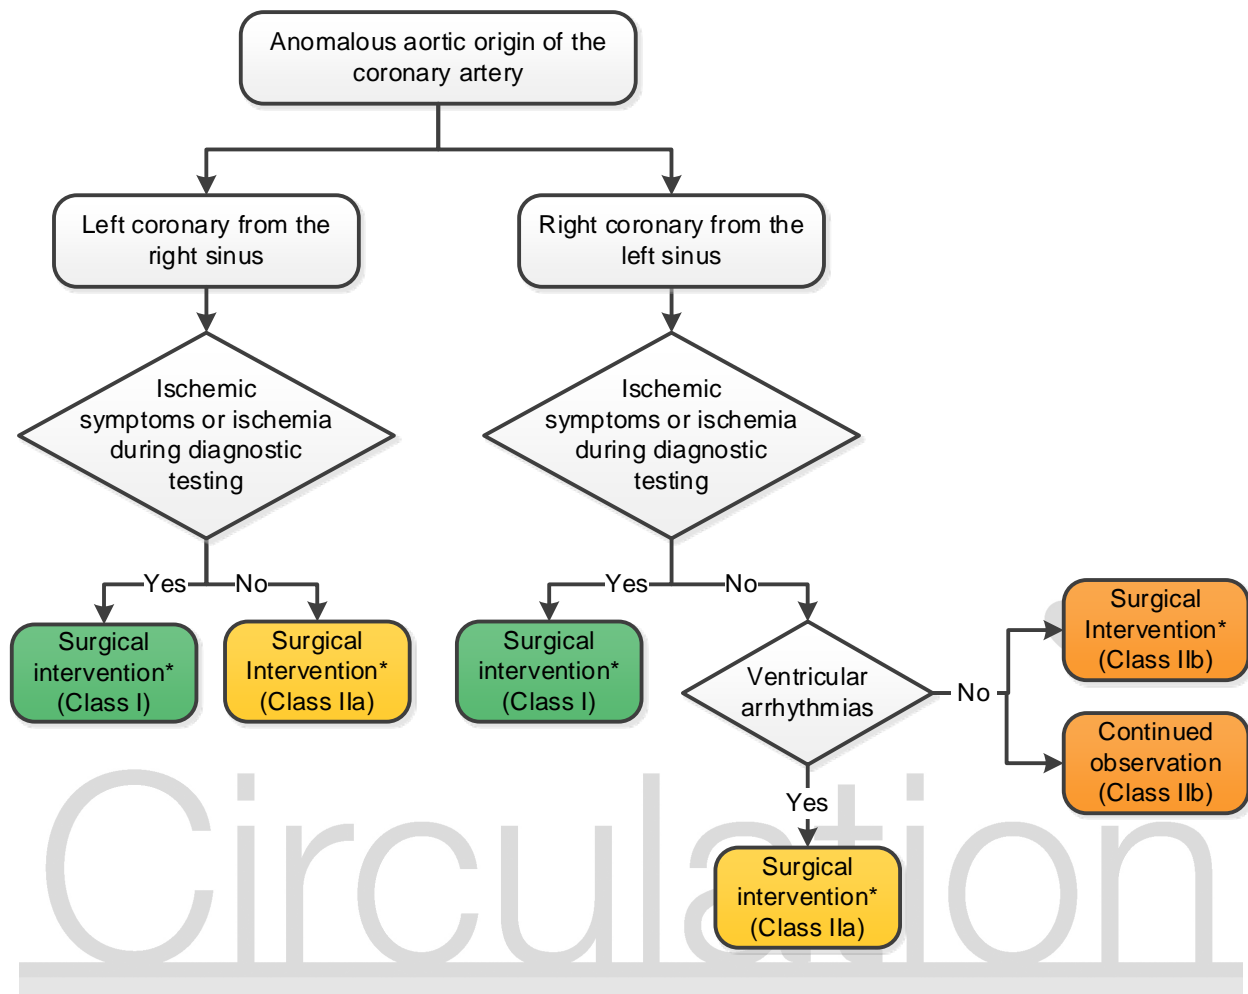 Anomalous aortic origin of the
coronary artery
Left coronary from the
right sinus
Right coronary from the
left sinus
Ischemic
symptoms or ischemia
during diagnostic
testing
Ischemic
symptoms or ischemia
during diagnostic
testing
Yes
No
Yes
No
Surgical
intervention*
(Class I)
Surgical
Intervention*
(Class IIa)
Surgical
intervention*
(Class I)
Ventricular
arrhythmias
No
Surgical
Intervention*
(Class IIb)
Continued
observation
(Class IIb)
Yes
Surgical
intervention*
(Class IIa)
Circulation